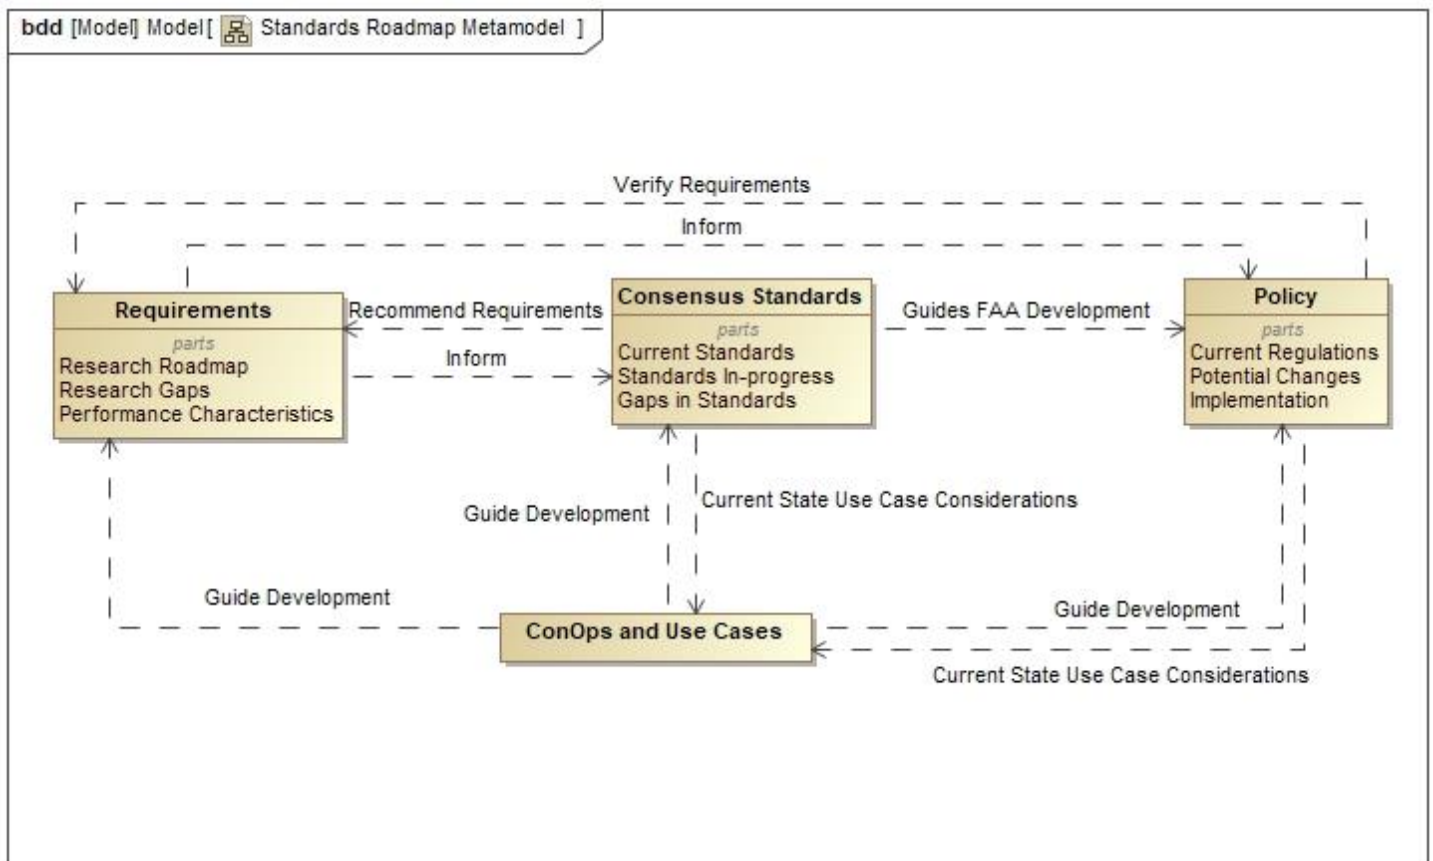 bdd [Model] Model[ Standards Roadmap Metamodel ]
Verify Requirements
Inform
Requirements
parts
Research Roadmap
Research Gaps
Performance Characteristics
Recommend Requirements
Inform
Consensus Standards
parts
Current Standards
Standards In-progress
Gaps in Standards
Guides FAA Development
Policy
parts
Current Regulations
Potential Changes
Implementation
Guide Development
Current State Use Case Considerations
Guide Development
ConOps and Use Cases
Guide Development
Current State Use Case Considerations